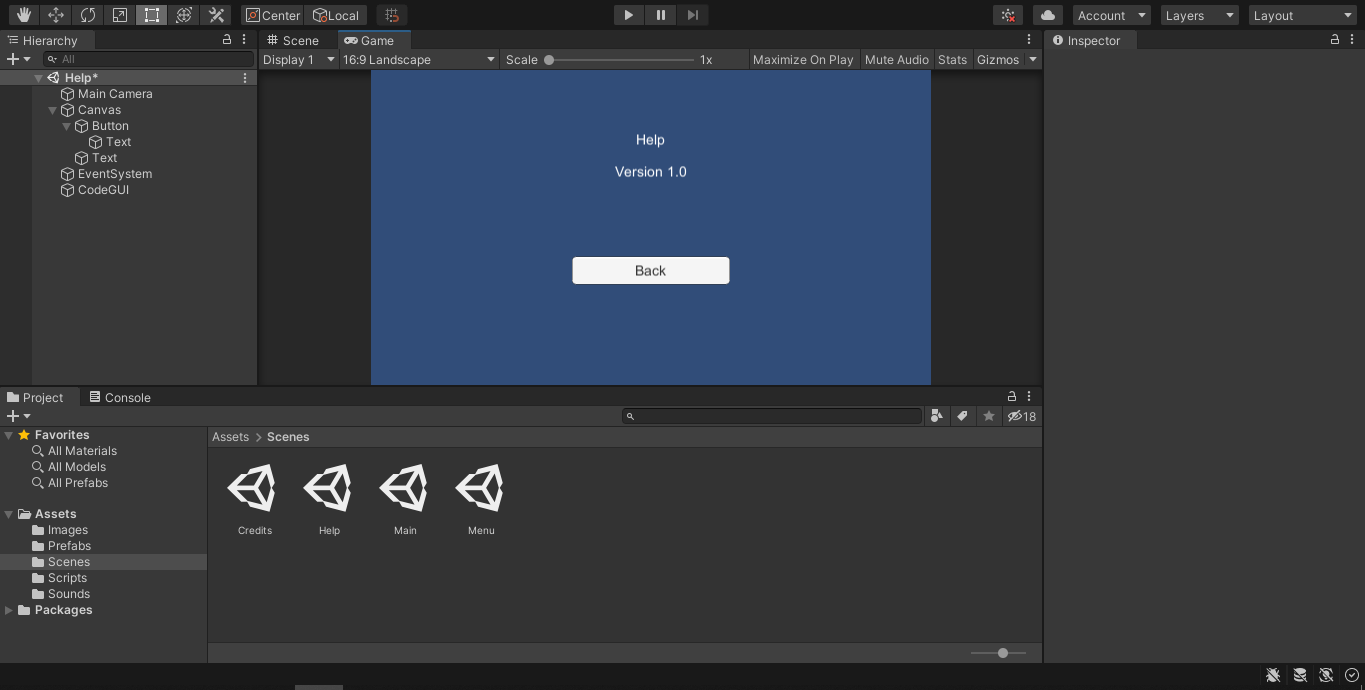 Center
Local
Account
Layers
Layout
Hierarchy
All
Help*
Main Camera
Canvas
Button
Text
Text
EventSystem
CodeGUI
Scene
Game
Display 1
16:9 Landscape
Scale
1x
Maximize On Play
Mute Audio
Stats
Gizmos
Help
Version 1.0
Back
Inspector
Project
Console
18
Favorites
All Materials
All Models
All Prefabs
Assets
Images
Prefabs
Scenes
Scripts
Sounds
Packages
Assets > Scenes
Credits
Help
Main
Menu